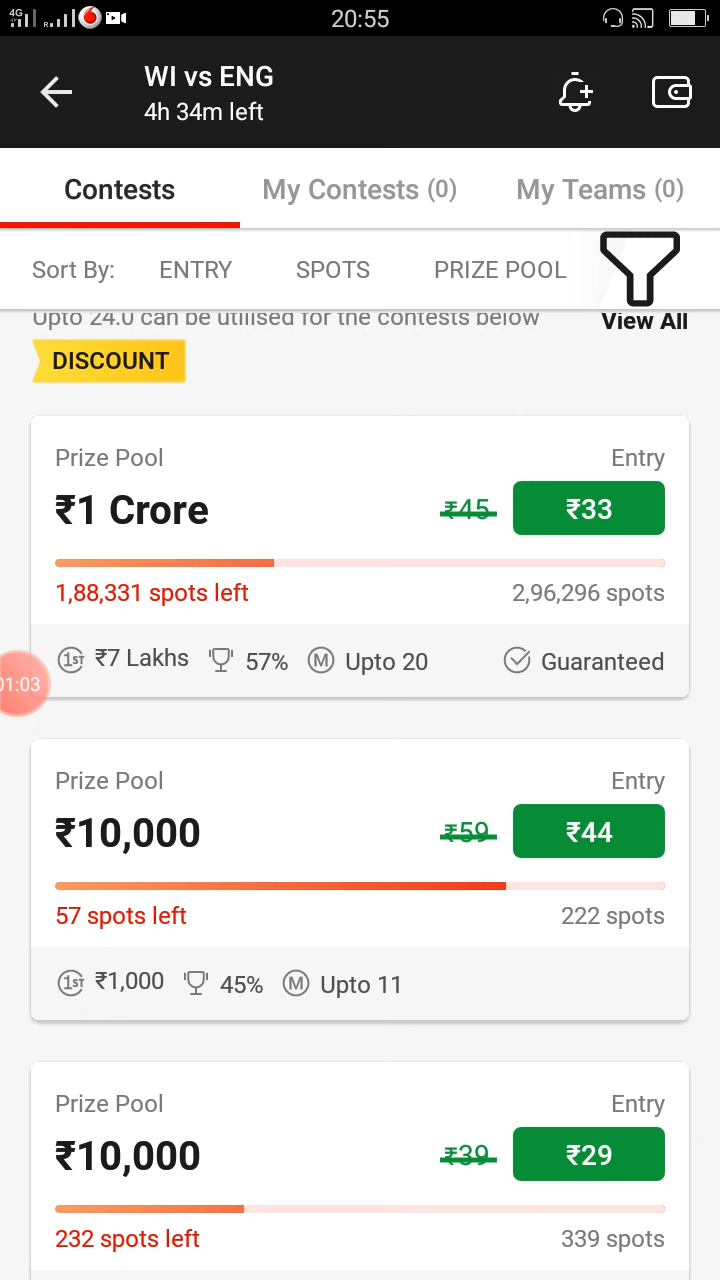 4G
R
20:55
WI vs ENG
4h 34m left
Contests
My Contests (0)
My Teams (0)
Sort By:
ENTRY
SPOTS
PRIZE POOL
Upto 24.0 can be utilised for the contests below
View All
DISCOUNT
Prize Pool
Entry
₹1 Crore
₹45
₹33
1,88,331 spots left
2,96,296 spots
1ST ₹7 Lakhs
57%
M Upto 20
Guaranteed
01:03
Prize Pool
Entry
₹10,000
₹59
₹44
57 spots left
222 spots
1ST ₹1,000
45%
M Upto 11
Prize Pool
Entry
₹10,000
₹39
₹29
232 spots left
339 spots